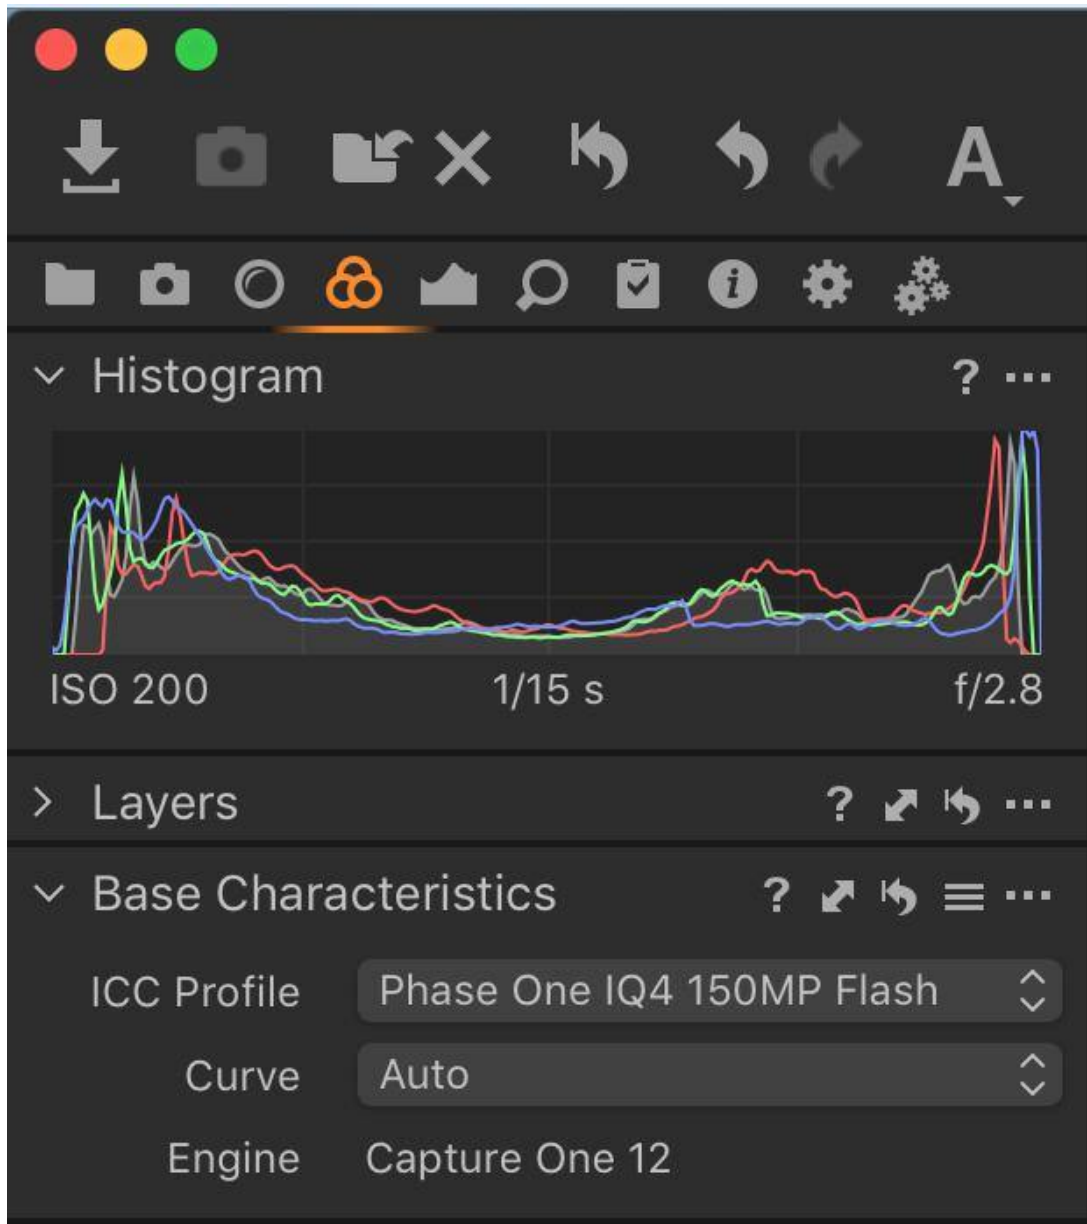 A
Histogram ? ...
ISO 200 1/15 s f/2.8
Layers ? ...
Base Characteristics ? ...
ICC Profile Phase One IQ4 150MP Flash
Curve Auto
Engine Capture One 12